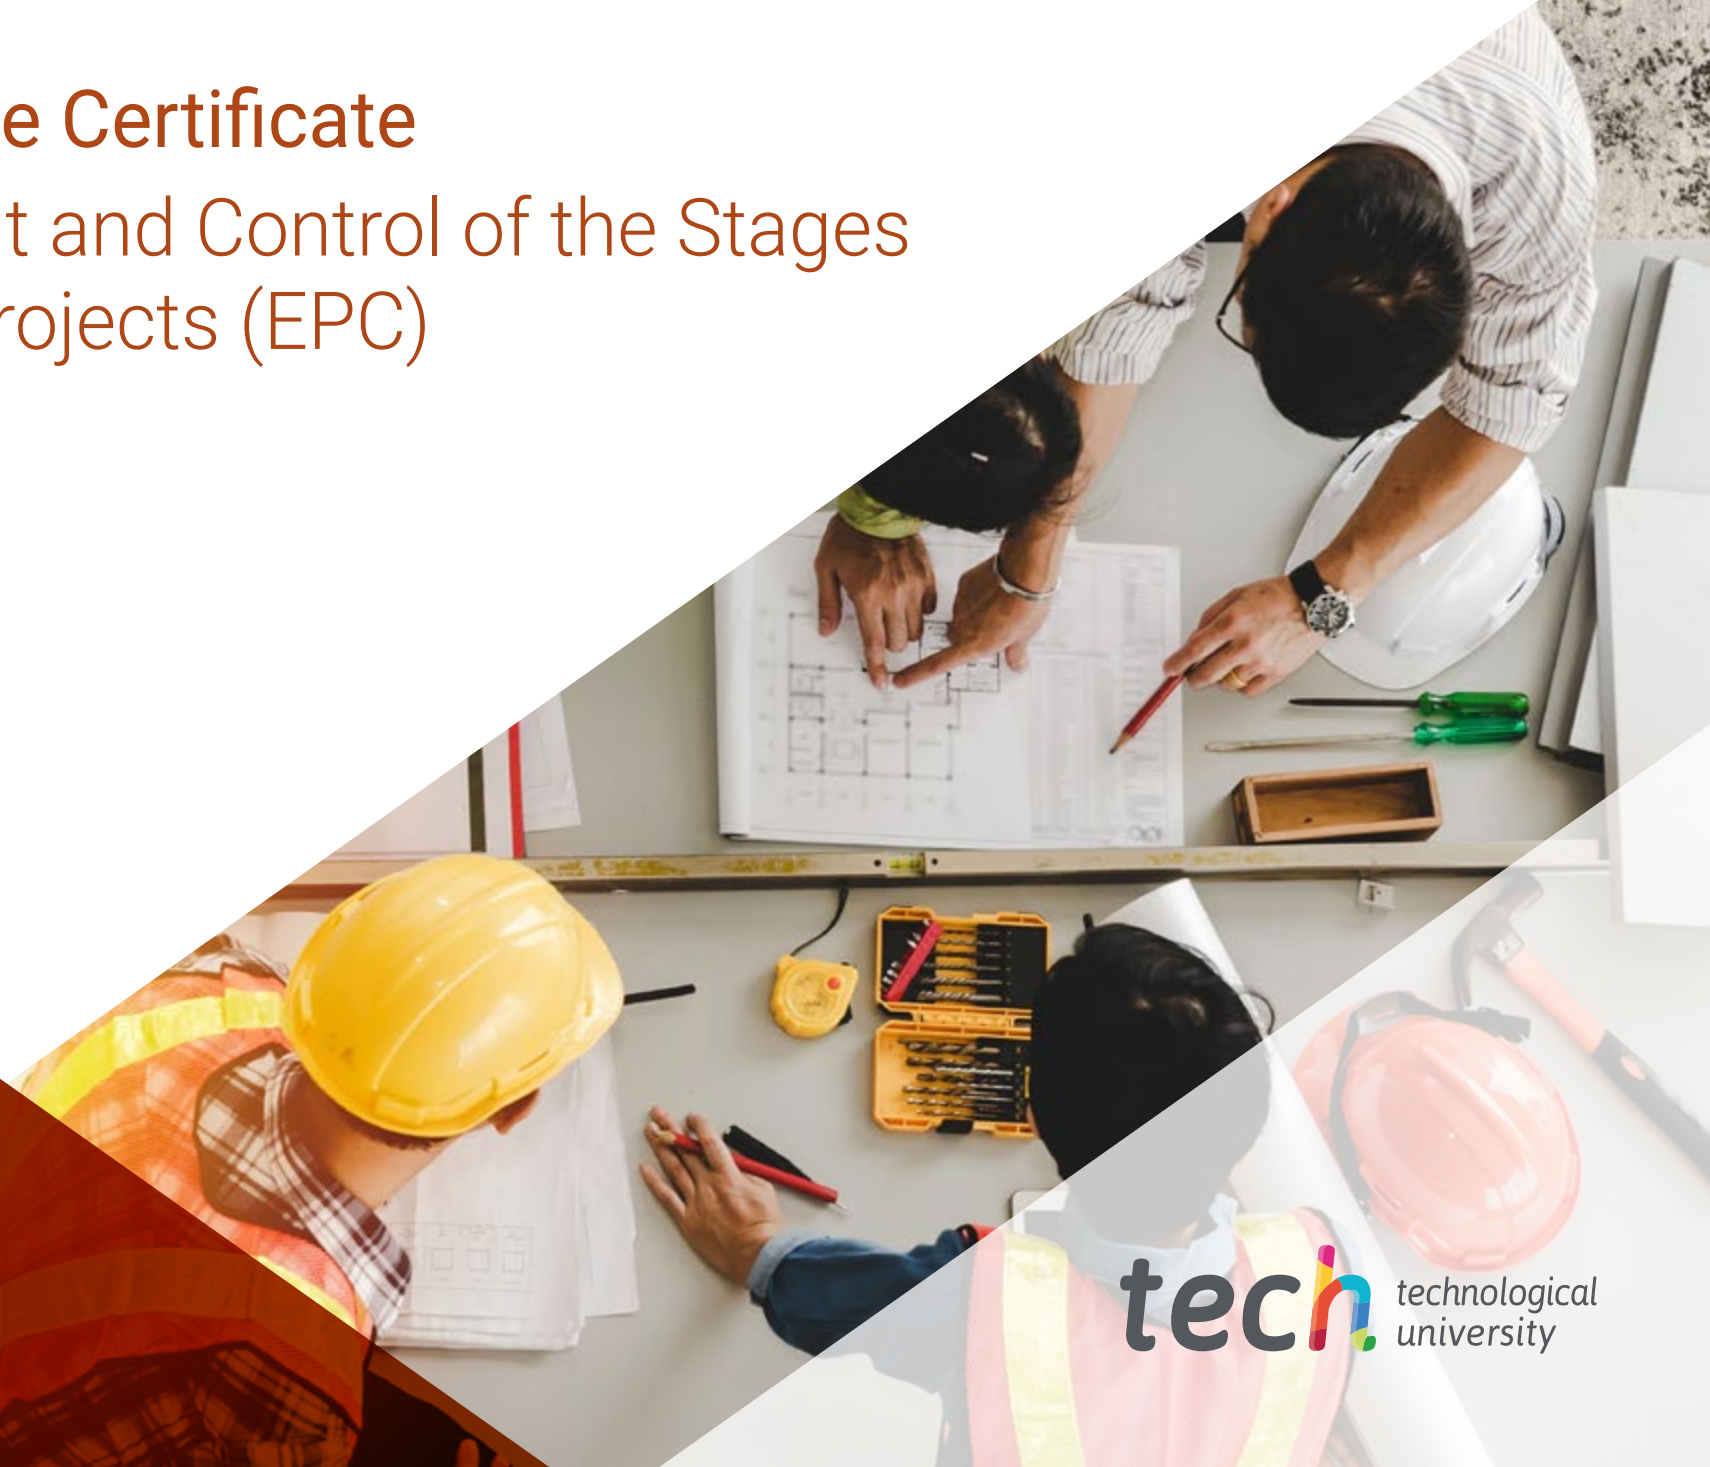 e Certificate
t and Control of the Stages
rojects (EPC)
tech technological
university